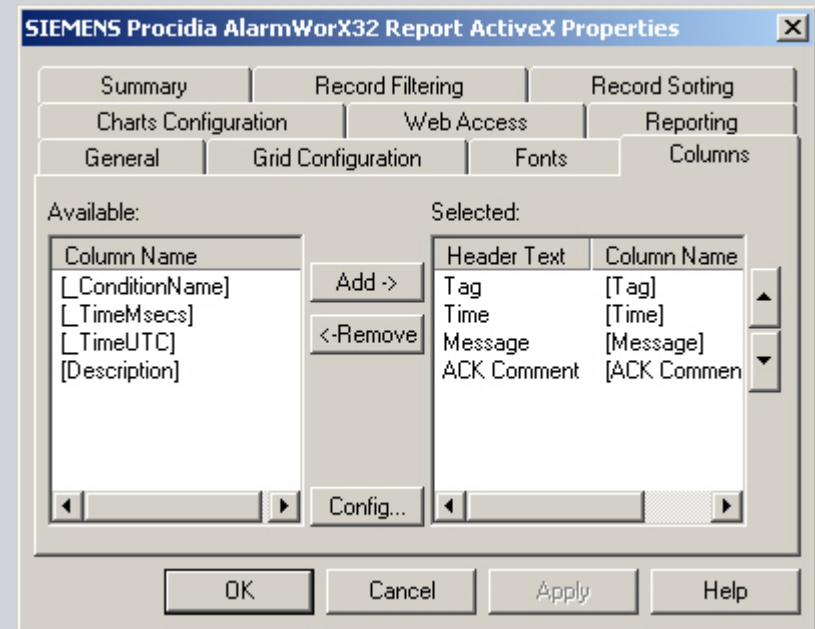 SIEMENS Procidia AlarmWorX32 Report ActiveX Properties
Summary Record Filtering Record Sorting
Charts Configuration Web Access Reporting
General Grid Configuration Fonts Columns
Available:
Column Name
[_ConditionName]
[_TimeMsecs]
[_TimeUTC]
[Description]
Add ->
<-Remove
Config...
Selected:
Header Text Column Name
Tag [Tag]
Time [Time]
Message [Message]
ACK Comment [ACK Commen
OK Cancel Apply Help